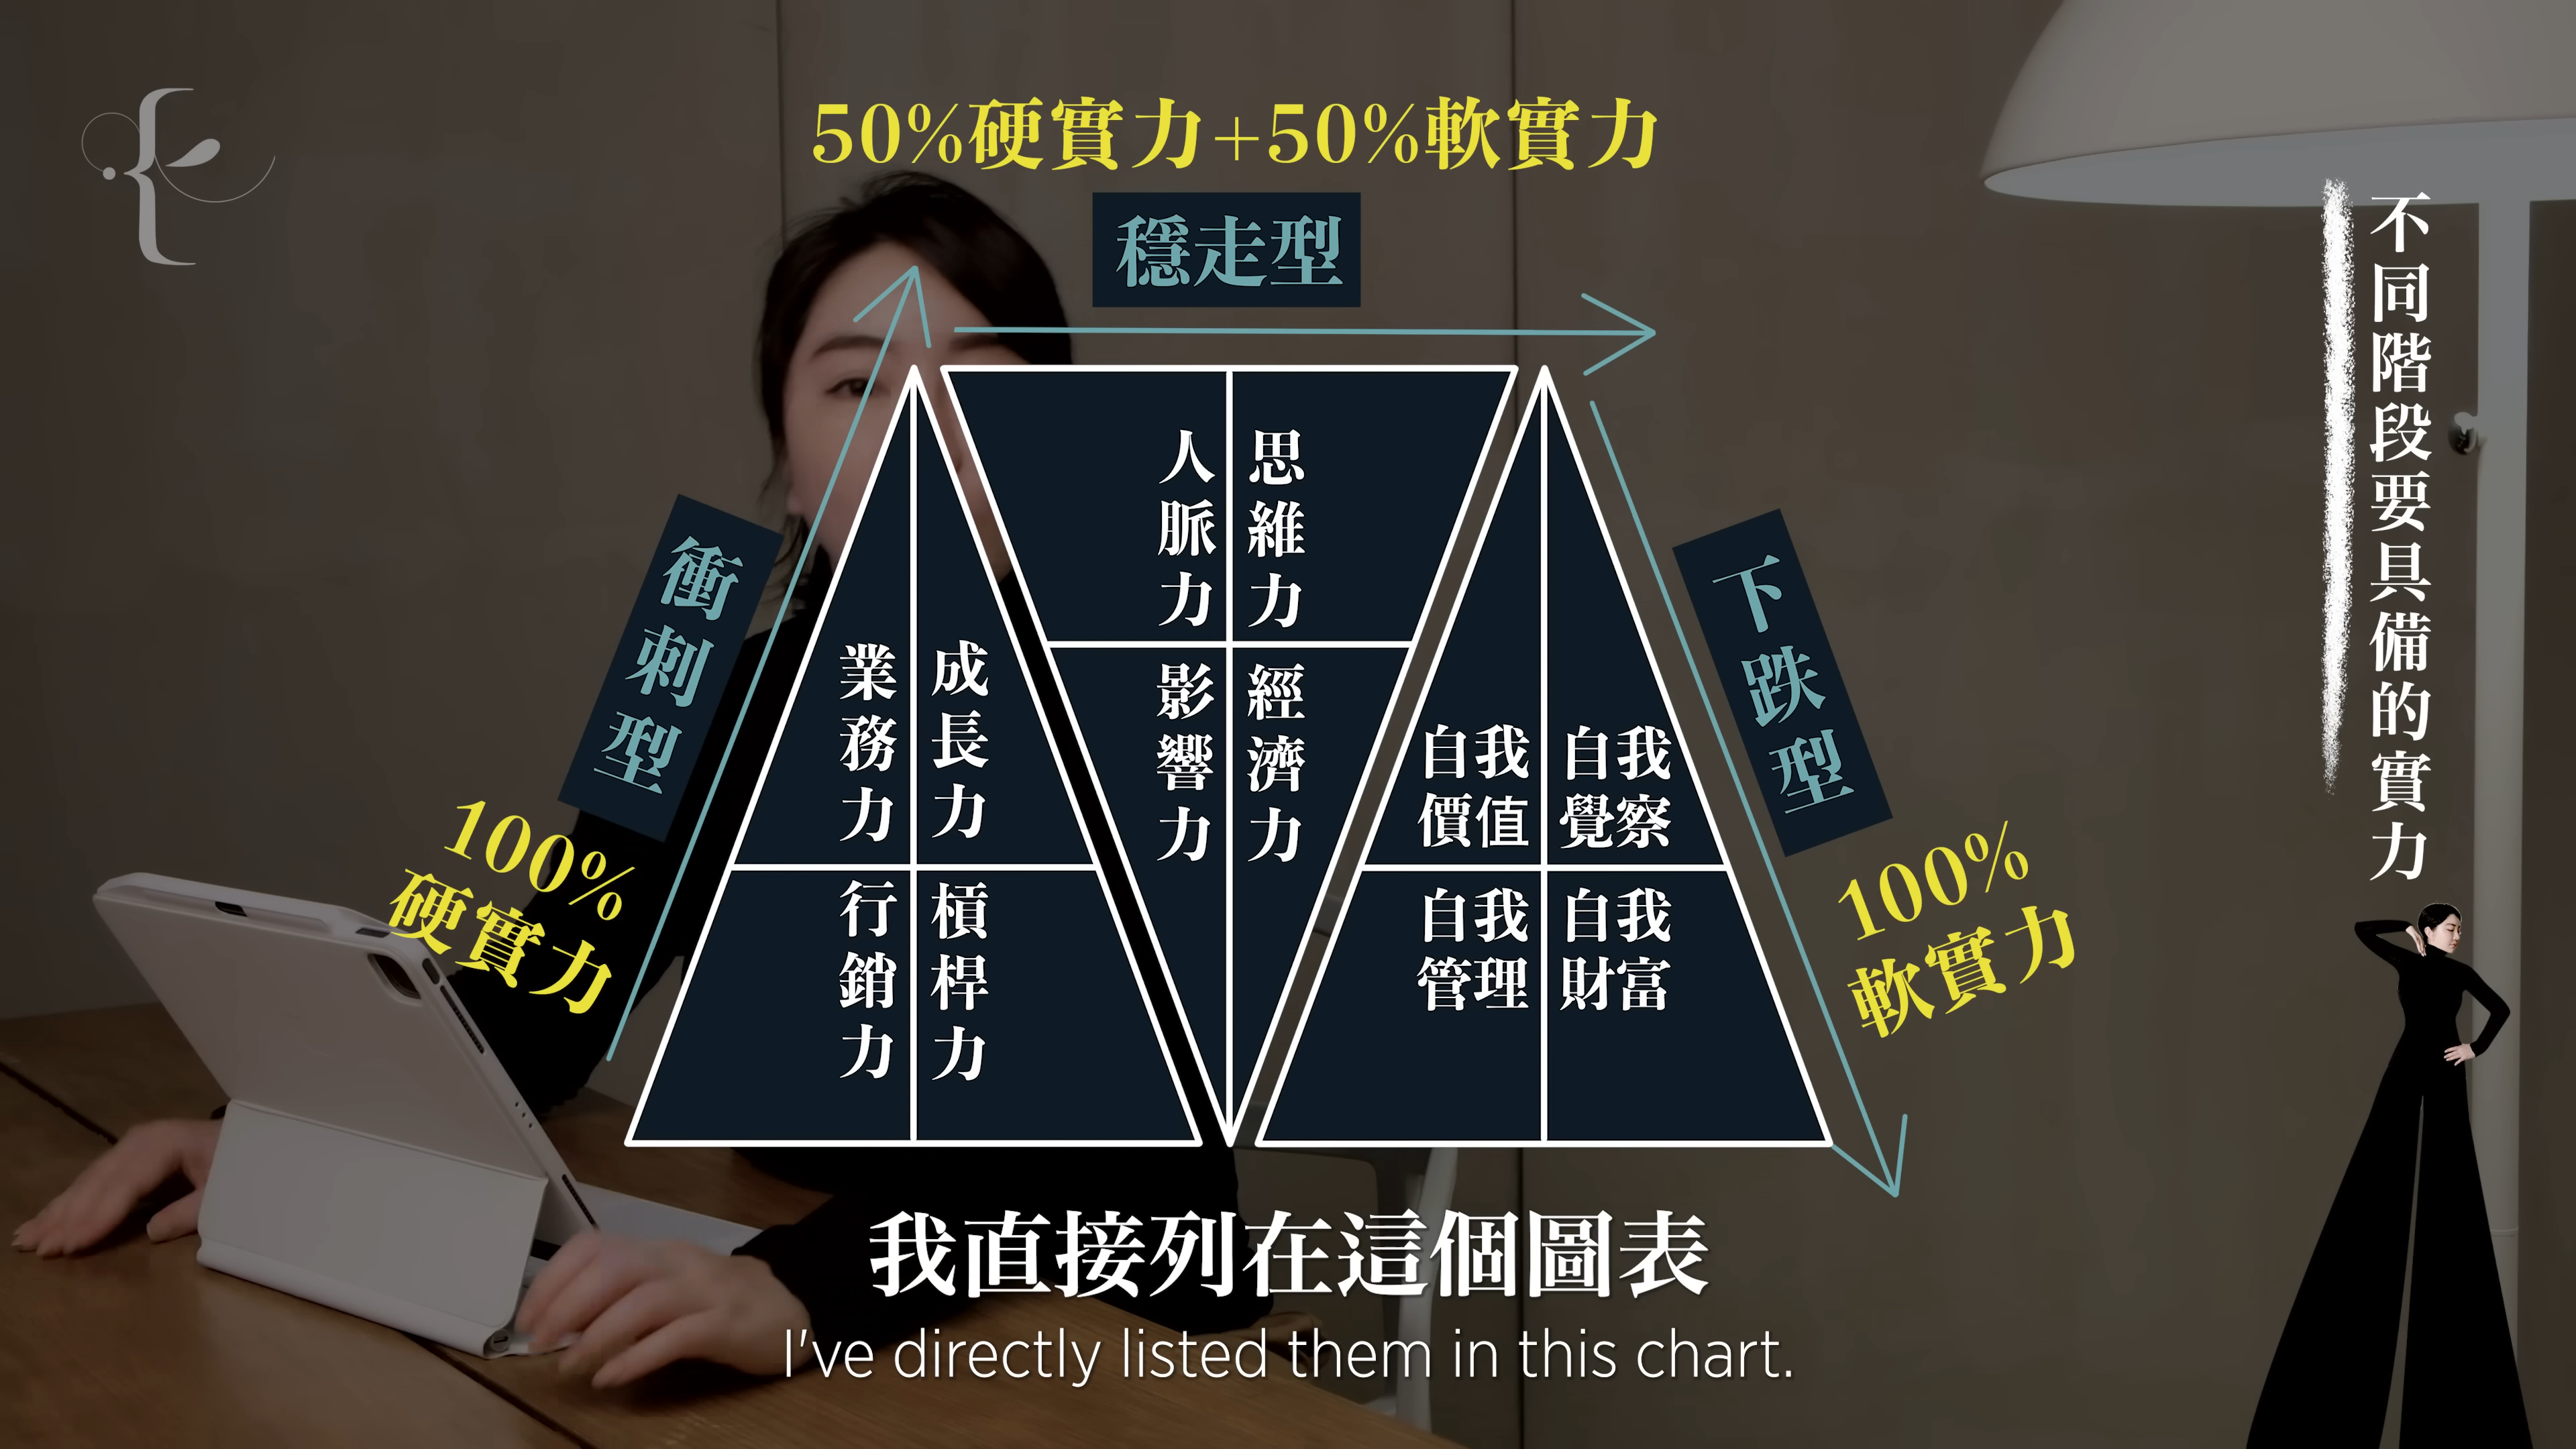 50%硬實力+50%軟實力
穩走型
衝刺型
100%
硬實力
業務力
成長力
行銷力
槓桿力
人脈力
思維力
影響力
經濟力
自我價值
自我覺察
自我管理
自我財富
下跌型
100%
軟實力
不同階段要具備的實力
我直接列在這個圖表
I've directly listed them in this chart.